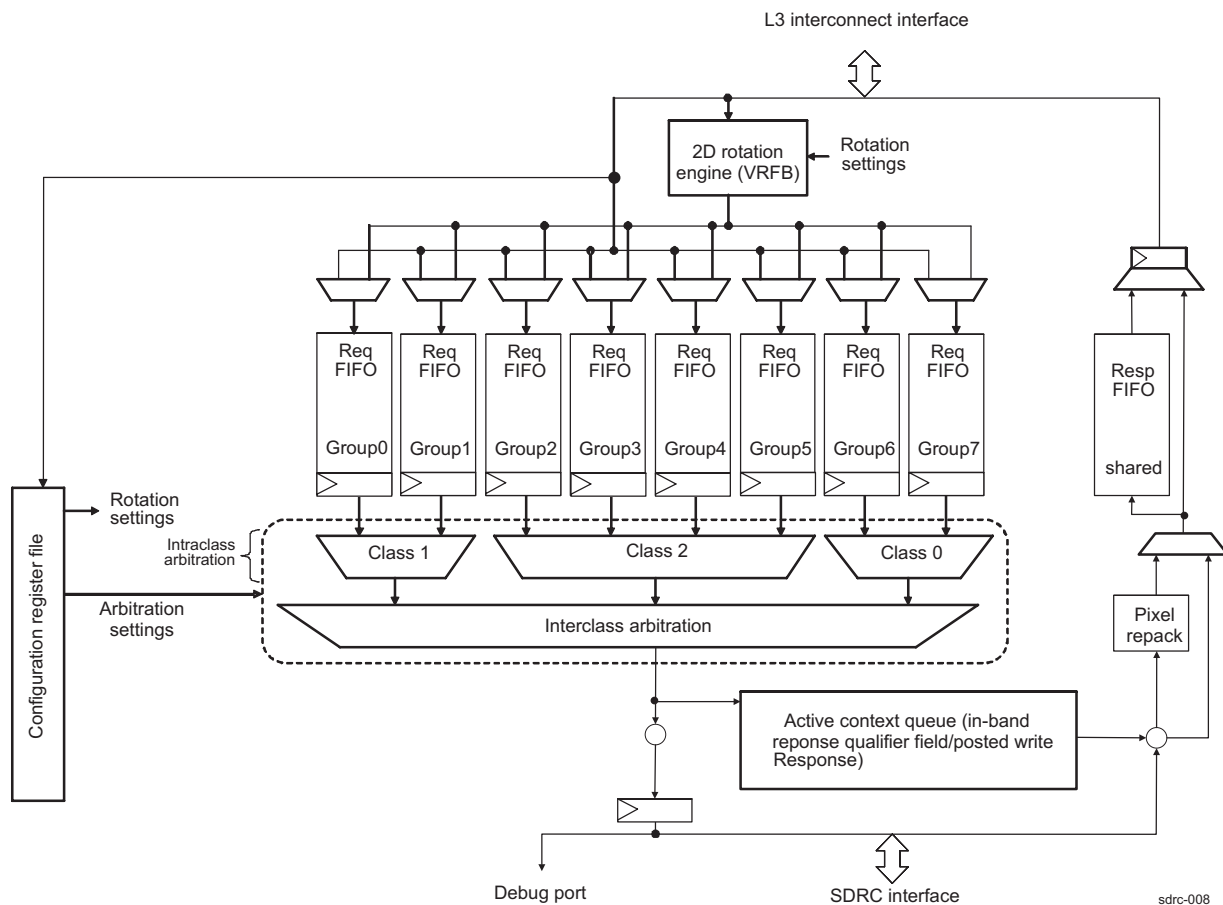 L3 interconnect interface
2D rotation
engine (VRFB)
Rotation
settings
Req
FIFO
Group0
Req
FIFO
Group1
Req
FIFO
Group2
Req
FIFO
Group3
Req
FIFO
Group4
Req
FIFO
Group5
Req
FIFO
Group6
Req
FIFO
Group7
Resp
FIFO
shared
Configuration register file
Rotation
settings
Intraclass
arbitration
Arbitration
settings
Class 1
Class 2
Class 0
Interclass arbitration
Pixel
repack
Active context queue (in-band
reponse qualifier field/posted write
Response)
Debug port
SDRC interface
sdrc-008